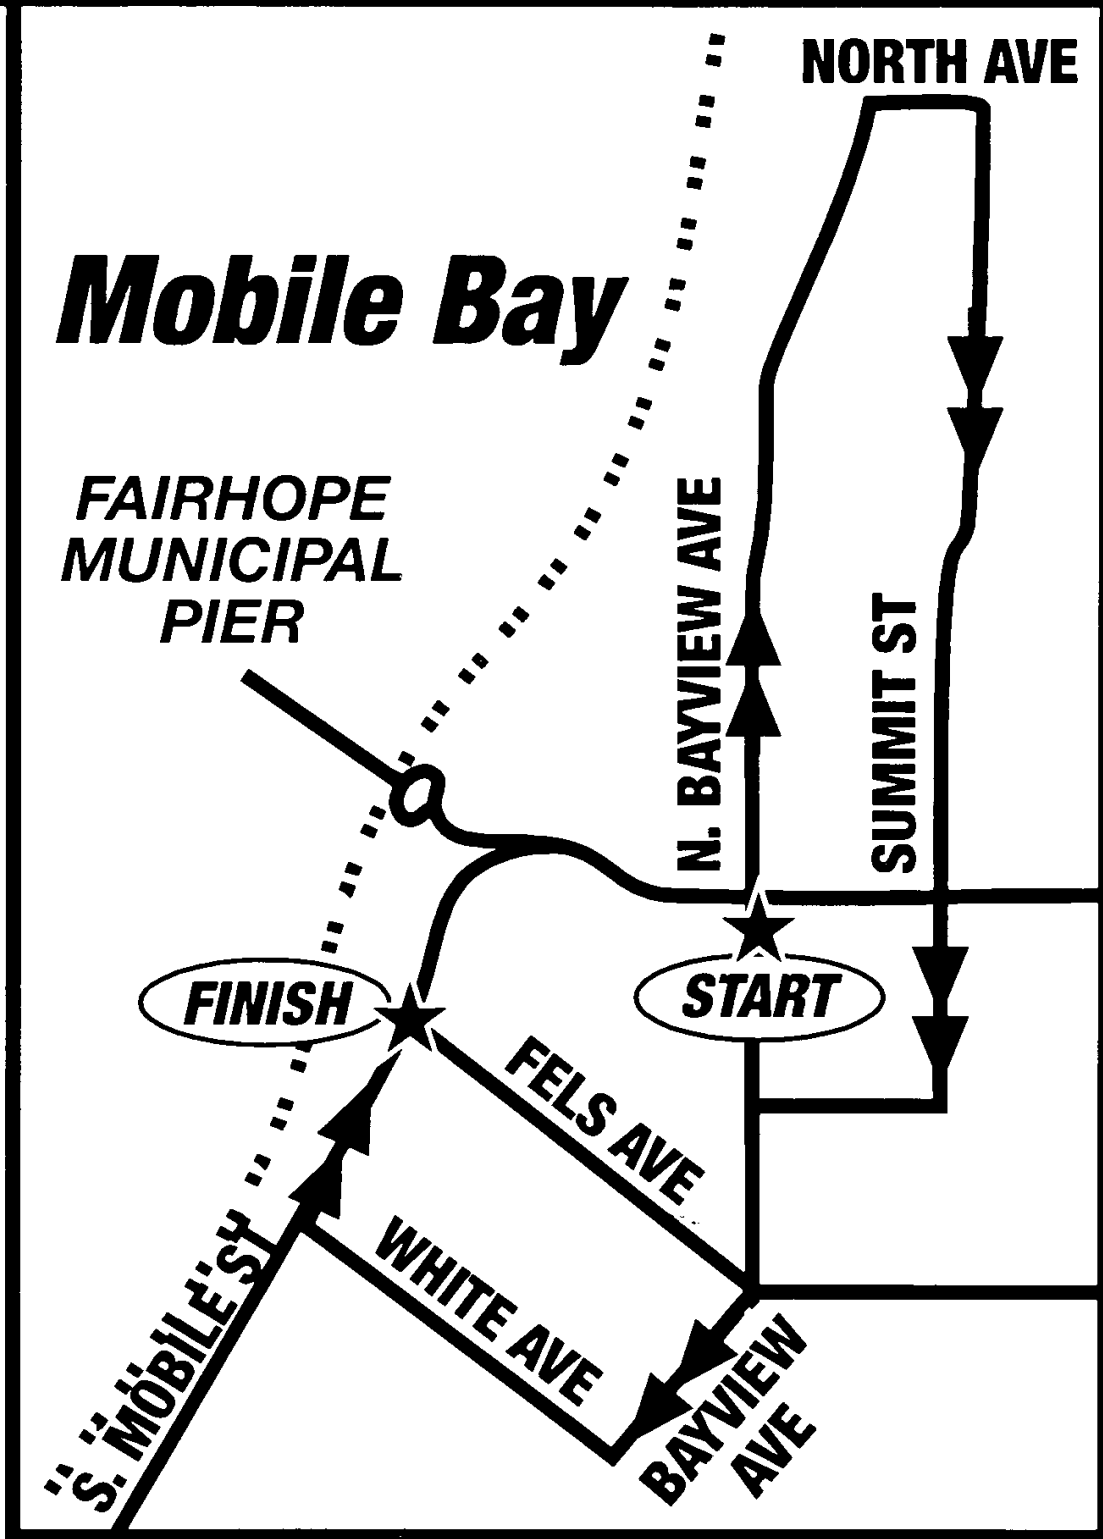 NORTH AVE
Mobile Bay
FAIRHOPE
MUNICIPAL
PIER
N. BAYVIEW AVE
SUMMIT ST
FINISH
START
FELS AVE
WHITE AVE
S. MOBILE ST
BAYVIEW
AVE